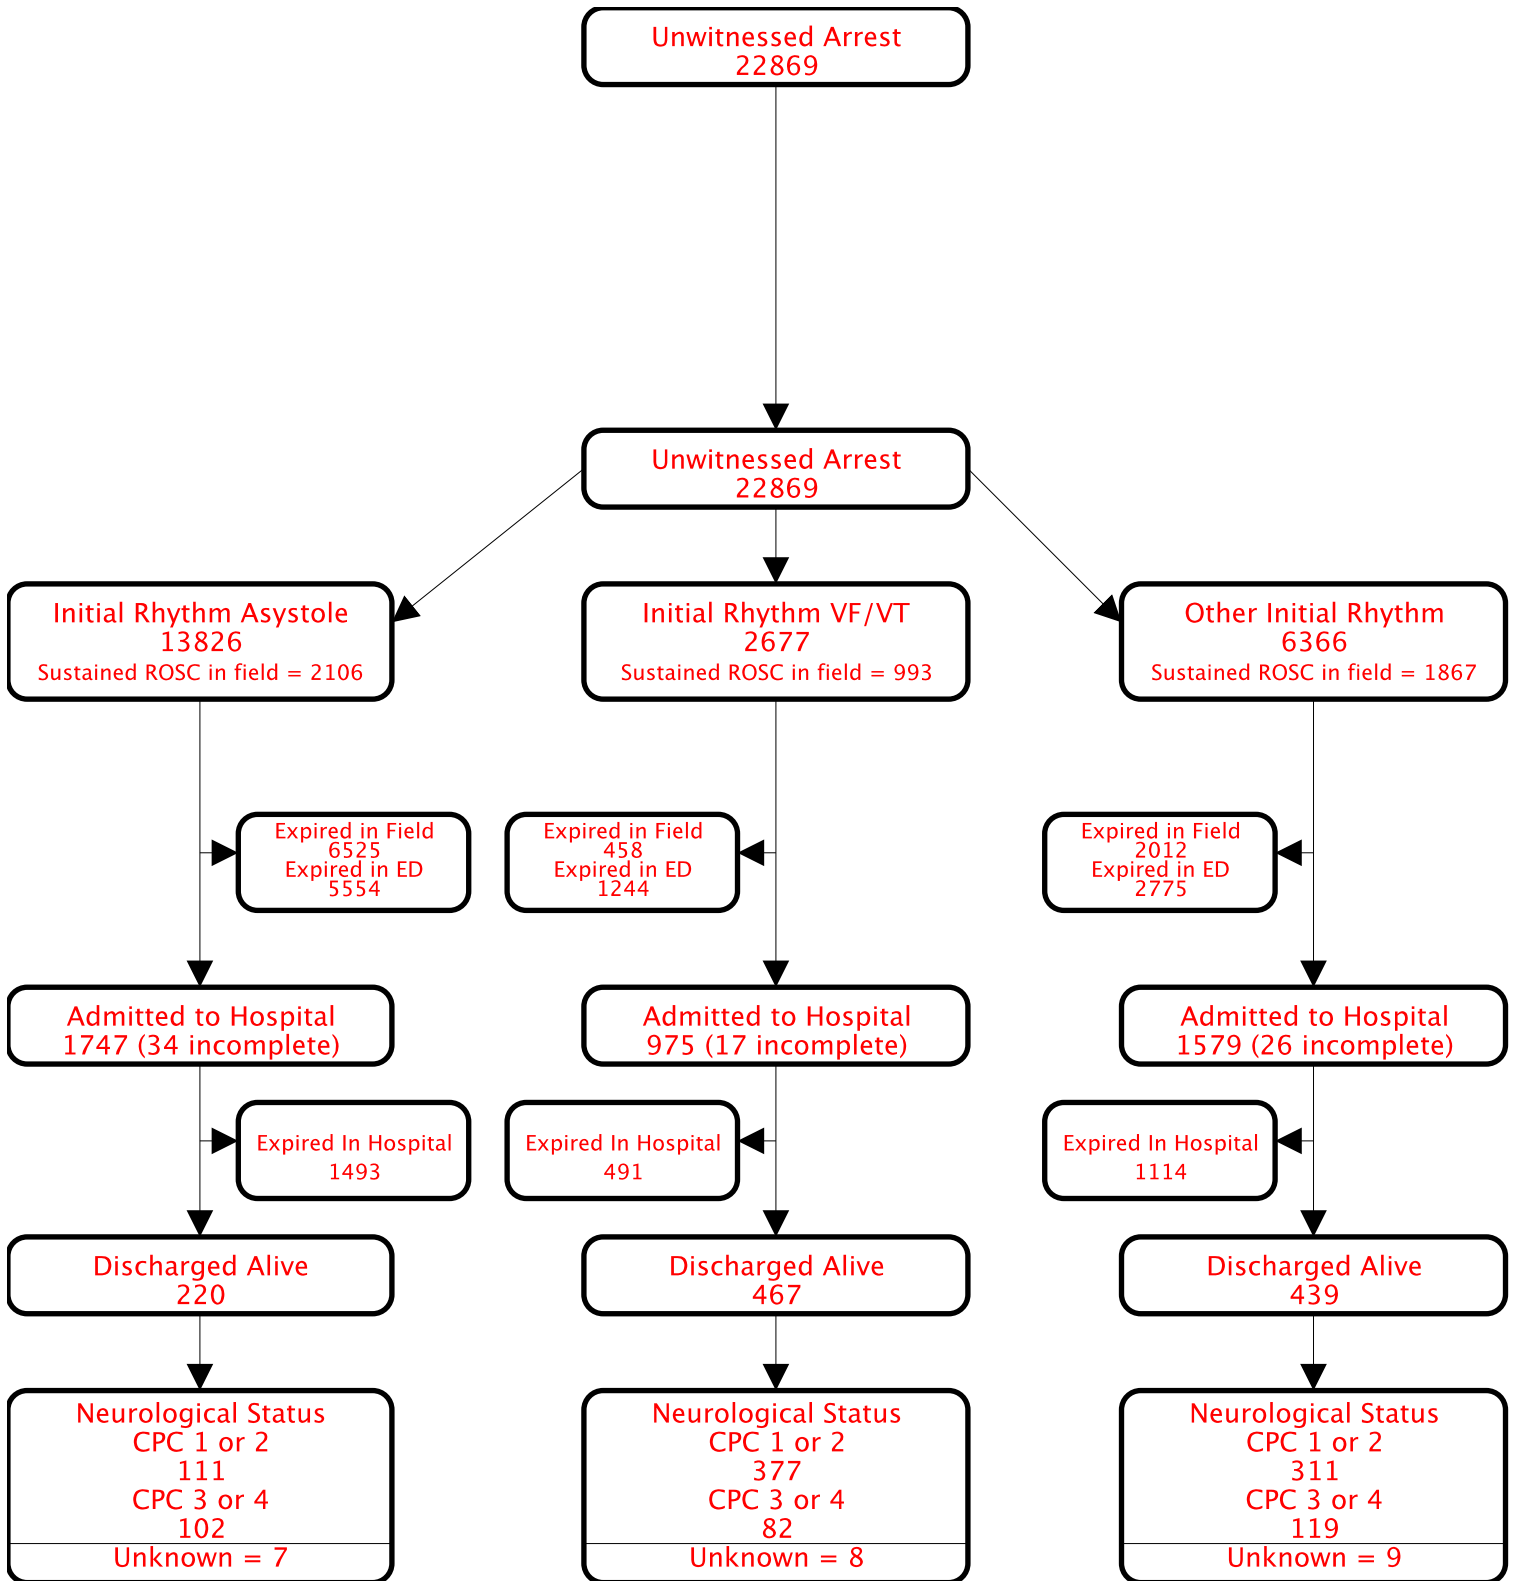 Unwitnessed Arrest
22869
Unwitnessed Arrest
22869
Initial Rhythm Asystole
13826
Sustained ROSC in field = 2106
Initial Rhythm VF/VT
2677
Sustained ROSC in field = 993
Other Initial Rhythm
6366
Sustained ROSC in field = 1867
Expired in Field
6525
Expired in ED
5554
Expired in Field
458
Expired in ED
1244
Expired in Field
2012
Expired in ED
2775
Admitted to Hospital
1747 (34 incomplete)
Admitted to Hospital
975 (17 incomplete)
Admitted to Hospital
1579 (26 incomplete)
Expired In Hospital
1493
Expired In Hospital
491
Expired In Hospital
1114
Discharged Alive
220
Discharged Alive
467
Discharged Alive
439
Neurological Status
CPC 1 or 2
111
CPC 3 or 4
102
Unknown = 7
Neurological Status
CPC 1 or 2
377
CPC 3 or 4
82
Unknown = 8
Neurological Status
CPC 1 or 2
311
CPC 3 or 4
119
Unknown = 9